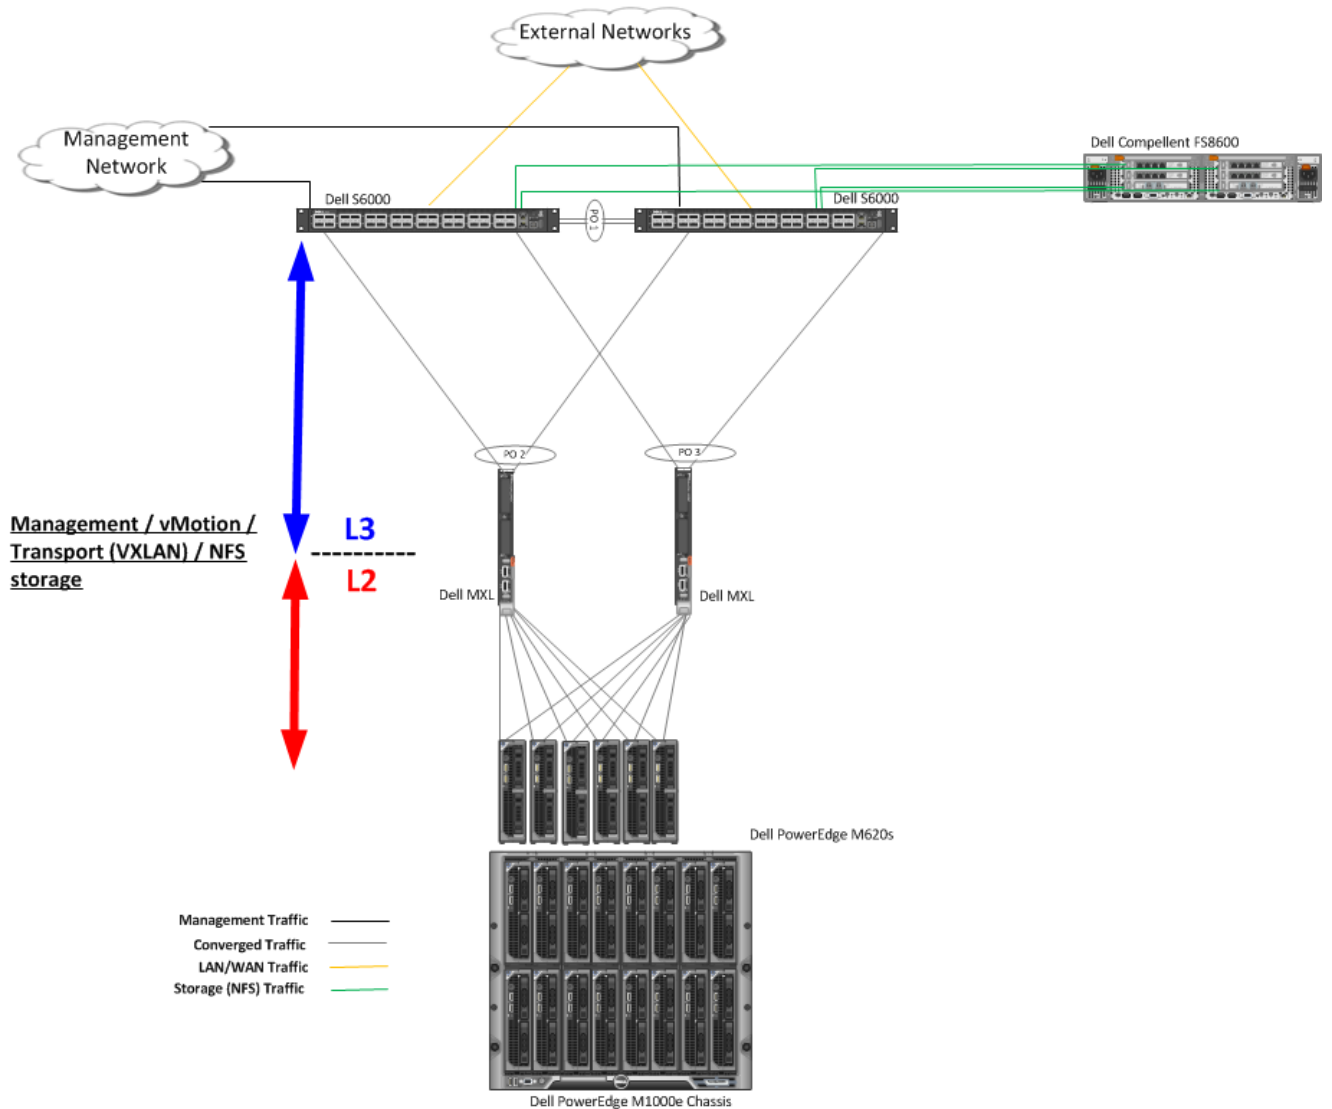 External Networks
Management
Network
Dell Compellent FS8600
Dell S6000
Dell S6000
PO 1
PO 2
PO 3
Management / vMotion /
Transport (VXLAN) / NFS
storage
L3
L2
Dell MXL
Dell MXL
Dell PowerEdge M620s
Management Traffic
Converged Traffic
LAN/WAN Traffic
Storage (NFS) Traffic
Dell PowerEdge M1000e Chassis